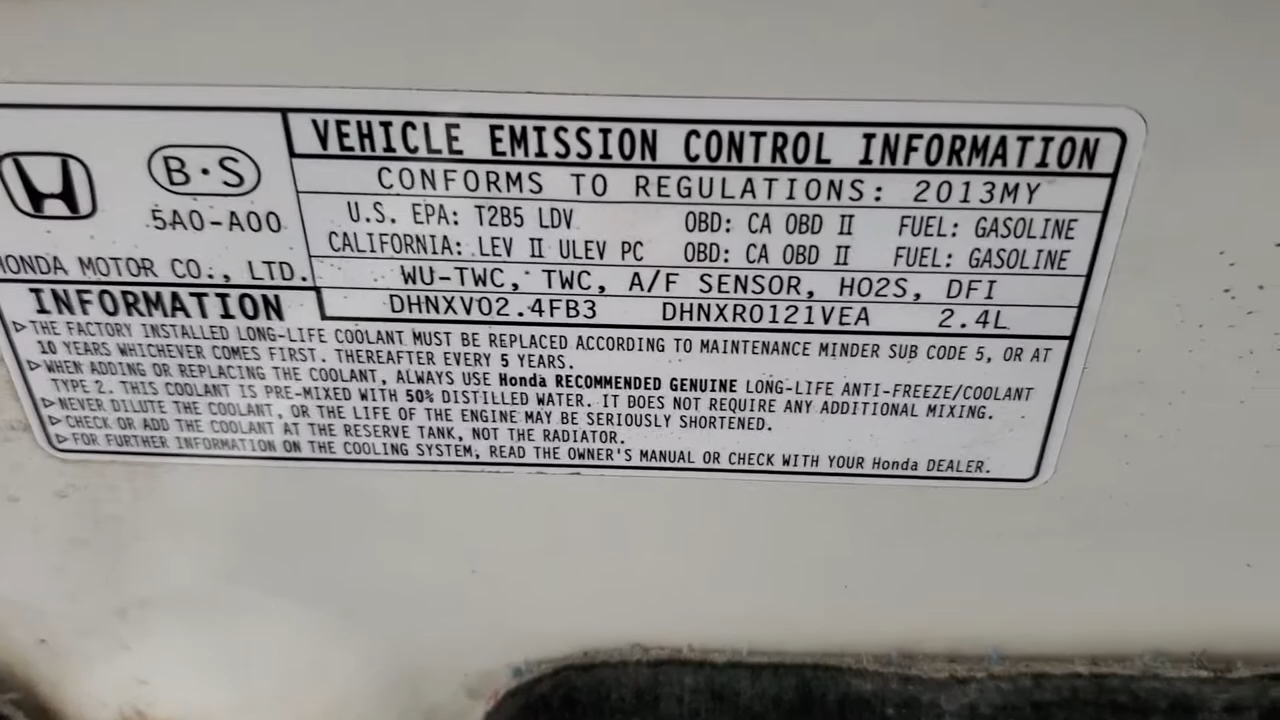 VEHICLE EMISSION CONTROL INFORMATION
B·S
CONFORMS TO REGULATIONS: 2013MY
5A0-A00
U.S. EPA: T2B5 LDV OBD: CA OBD II FUEL: GASOLINE
CALIFORNIA: LEV II ULEV PC OBD: CA OBD II FUEL: GASOLINE
HONDA MOTOR CO., LTD.
WU-TWC, TWC, A/F SENSOR, HO2S, DFI
DHNXV02.4FB3 DHNXR0121VEA 2.4L
INFORMATION
▷THE FACTORY INSTALLED LONG-LIFE COOLANT MUST BE REPLACED ACCORDING TO MAINTENANCE MINDER SUB CODE 5, OR AT
10 YEARS WHICHEVER COMES FIRST. THEREAFTER EVERY 5 YEARS.
▷WHEN ADDING OR REPLACING THE COOLANT, ALWAYS USE Honda RECOMMENDED GENUINE LONG-LIFE ANTI-FREEZE/COOLANT
TYPE 2. THIS COOLANT IS PRE-MIXED WITH 50% DISTILLED WATER. IT DOES NOT REQUIRE ANY ADDITIONAL MIXING.
▷NEVER DILUTE THE COOLANT, OR THE LIFE OF THE ENGINE MAY BE SERIOUSLY SHORTENED.
▷CHECK OR ADD THE COOLANT AT THE RESERVE TANK, NOT THE RADIATOR.
▷FOR FURTHER INFORMATION ON THE COOLING SYSTEM, READ THE OWNER'S MANUAL OR CHECK WITH YOUR Honda DEALER.